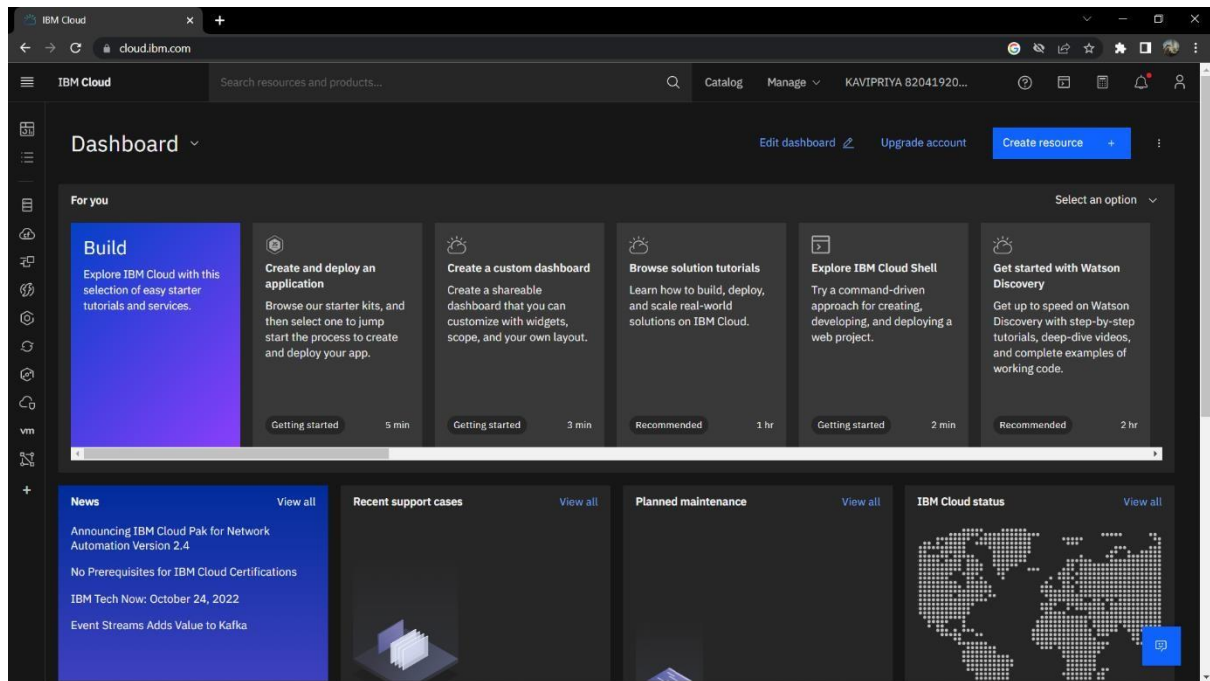 IBM Cloud
cloud.ibm.com
IBM Cloud
Search resources and products...
Catalog
Manage
KAVIPRIYA 82041920...
Dashboard
Edit dashboard
Upgrade account
Create resource +
For you
Select an option
Build
Explore IBM Cloud with this
selection of easy starter
tutorials and services.
Create and deploy an
application
Browse our starter kits, and
then select one to jump
start the process to create
and deploy your app.
Getting started
5 min
Create a custom dashboard
Create a shareable
dashboard that you can
customize with widgets,
scope, and your own layout.
Getting started
3 min
Browse solution tutorials
Learn how to build, deploy,
and scale real-world
solutions on IBM Cloud.
Recommended
1 hr
Explore IBM Cloud Shell
Try a command-driven
approach for creating,
developing, and deploying a
web project.
Getting started
2 min
Get started with Watson
Discovery
Get up to speed on Watson
Discovery with step-by-step
tutorials, deep-dive videos,
and complete examples of
working code.
Recommended
2 hr
vm
News
View all
Announcing IBM Cloud Pak for Network
Automation Version 2.4
No Prerequisites for IBM Cloud Certifications
IBM Tech Now: October 24, 2022
Event Streams Adds Value to Kafka
Recent support cases
View all
Planned maintenance
View all
IBM Cloud status
View all